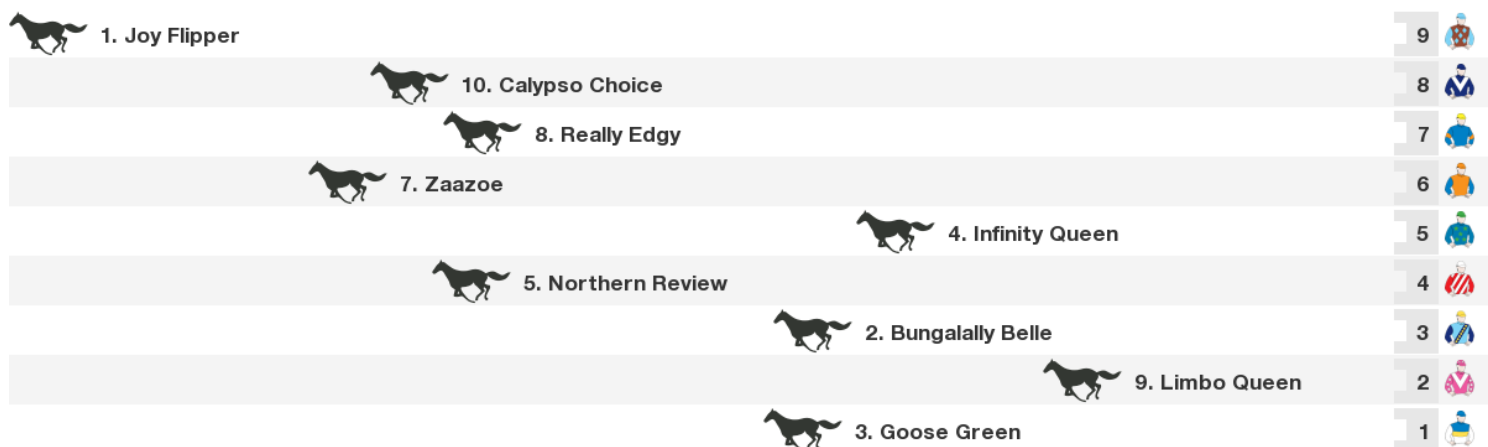 1. Joy Flipper 9
10. Calypso Choice 8
8. Really Edgy 7
7. Zaazoe 6
4. Infinity Queen 5
5. Northern Review 4
2. Bungalally Belle 3
9. Limbo Queen 2
3. Goose Green 1